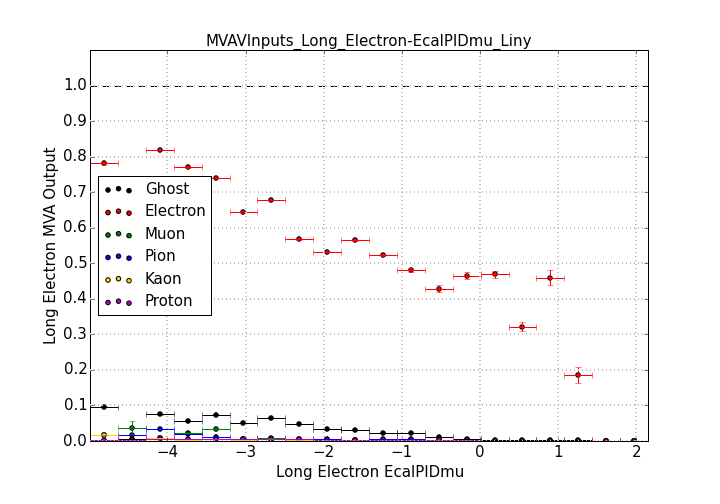 MVAVInputs_Long_Electron-EcalPIDmu_Liny
Long Electron MVA Output
1.0
0.9
0.8
0.7
0.6
0.5
0.4
0.3
0.2
0.1
0.0
Ghost
Electron
Muon
Pion
Kaon
Proton
−4 −3 −2 −1 0 1 2
Long Electron EcalPIDmu